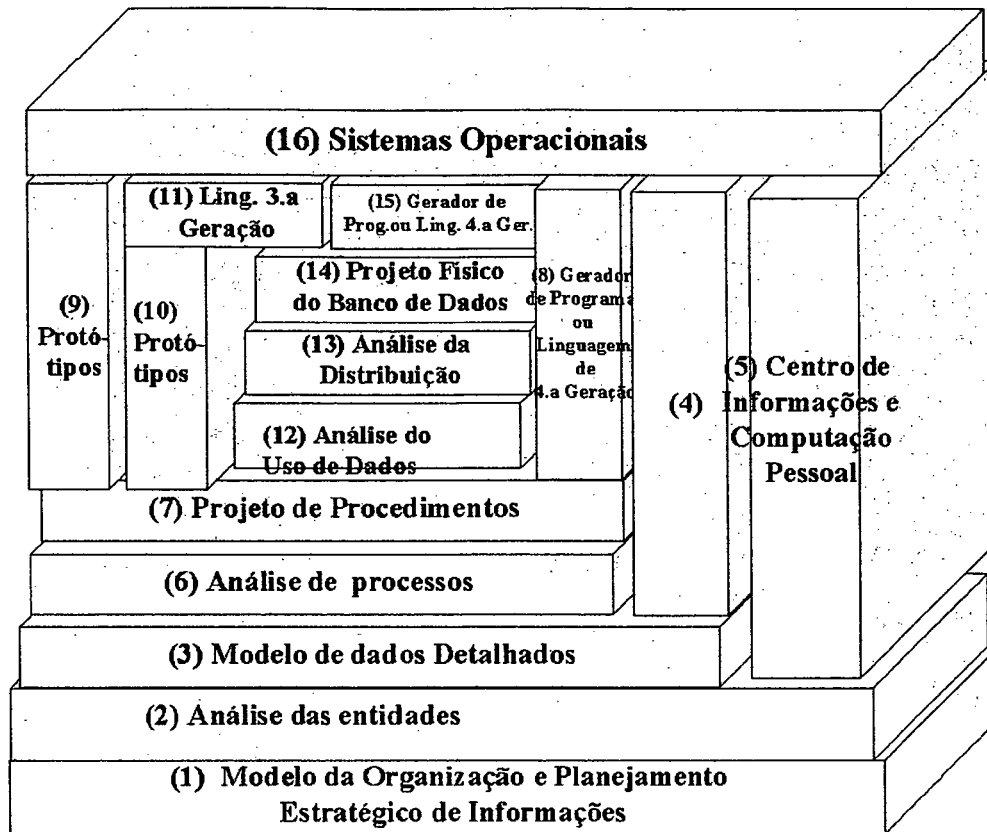 (16) Sistemas Operacionais
(11) Ling. 3.a
Geração
(15) Gerador de
Prog.ou Ling. 4.a Ger.
(14) Projeto Físico
do Banco de Dados
(8) Gerador
de Programa
ou
Linguagem
de
4.a Geração
(9)
Protó-
tipos
(10)
Protó-
tipos
(13) Análise da
Distribuição
(12) Análise do
Uso de Dados
(4)
(5) Centro de
Informações e
Computação
Pessoal
(7) Projeto de Procedimentos
(6) Análise de processos
(3) Modelo de dados Detalhados
(2) Análise das entidades
(1) Modelo da Organização e Planejamento
Estratégico de Informações